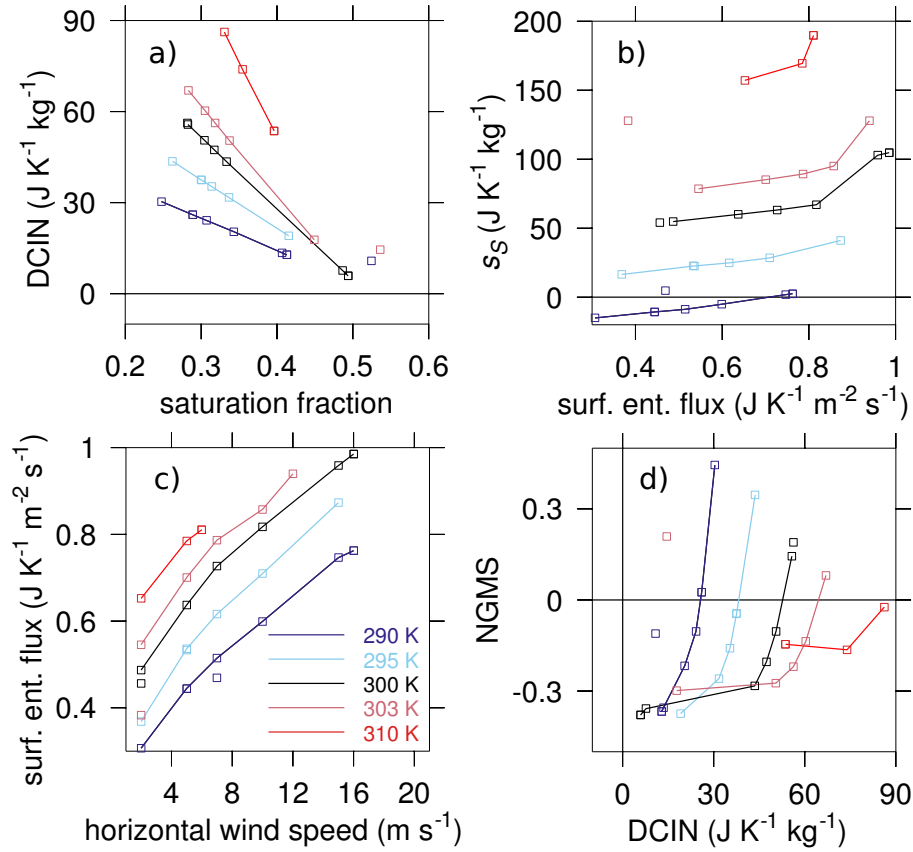 a)
90
60
30
0
DCIN (J K⁻¹ kg⁻¹)
0.2 0.3 0.4 0.5 0.6
saturation fraction
b)
200
150
100
50
0
s_S (J K⁻¹ kg⁻¹)
0.4 0.6 0.8 1
surf. ent. flux (J K⁻¹ m⁻² s⁻¹)
c)
1
0.8
0.6
0.4
surf. ent. flux (J K⁻¹ m⁻² s⁻¹)
290 K
295 K
300 K
303 K
310 K
4 8 12 16 20
horizontal wind speed (m s⁻¹)
d)
0.3
0
-0.3
NGMS
0 30 60 90
DCIN (J K⁻¹ kg⁻¹)